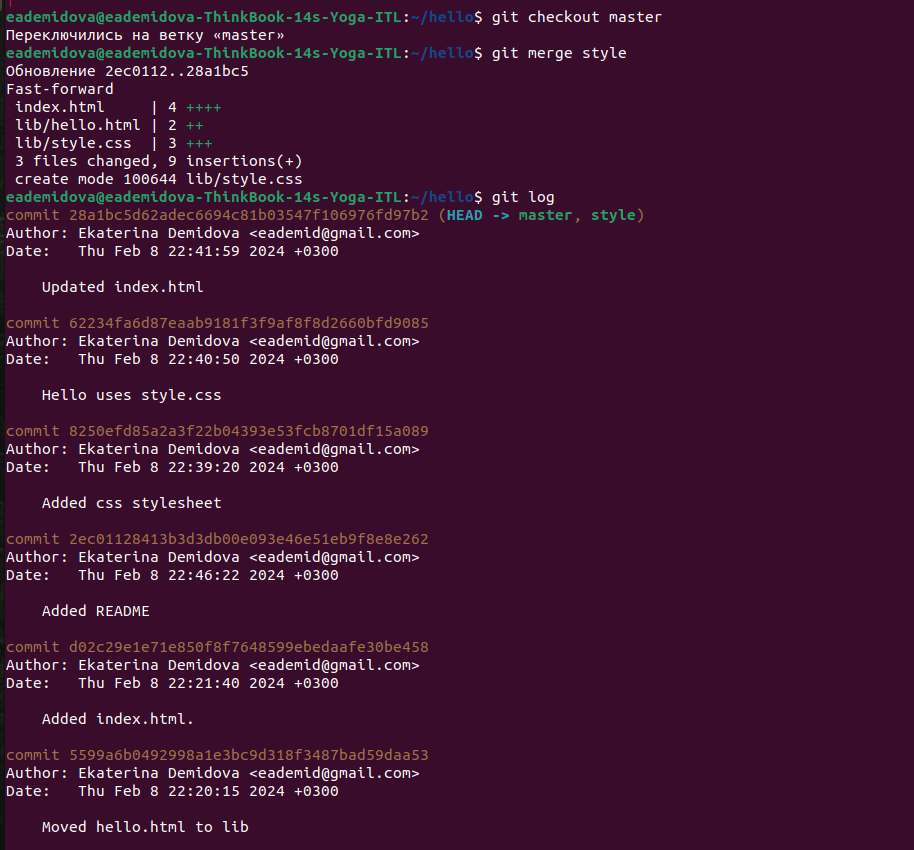 eademidova@eademidova-ThinkBook-14s-Yoga-ITL:~/hello$ git checkout master
Переключились на ветку «master»
eademidova@eademidova-ThinkBook-14s-Yoga-ITL:~/hello$ git merge style
Обновление 2ec0112..28a1bc5
Fast-forward
 index.html     | 4 ++++
 lib/hello.html | 2 ++
 lib/style.css  | 3 +++
 3 files changed, 9 insertions(+)
 create mode 100644 lib/style.css
eademidova@eademidova-ThinkBook-14s-Yoga-ITL:~/hello$ git log
commit 28a1bc5d62adec6694c81b03547f106976fd97b2 (HEAD -> master, style)
Author: Ekaterina Demidova <eademid@gmail.com>
Date:   Thu Feb 8 22:41:59 2024 +0300

    Updated index.html

commit 62234fa6d87eaab9181f3f9af8f8d2660bfd9085
Author: Ekaterina Demidova <eademid@gmail.com>
Date:   Thu Feb 8 22:40:50 2024 +0300

    Hello uses style.css

commit 8250efd85a2a3f22b04393e53fcb8701df15a089
Author: Ekaterina Demidova <eademid@gmail.com>
Date:   Thu Feb 8 22:39:20 2024 +0300

    Added css stylesheet

commit 2ec01128413b3d3db00e093e46e51eb9f8e8e262
Author: Ekaterina Demidova <eademid@gmail.com>
Date:   Thu Feb 8 22:46:22 2024 +0300

    Added README

commit d02c29e1e71e850f8f7648599ebedaafe30be458
Author: Ekaterina Demidova <eademid@gmail.com>
Date:   Thu Feb 8 22:21:40 2024 +0300

    Added index.html.

commit 5599a6b0492998a1e3bc9d318f3487bad59daa53
Author: Ekaterina Demidova <eademid@gmail.com>
Date:   Thu Feb 8 22:20:15 2024 +0300

    Moved hello.html to lib